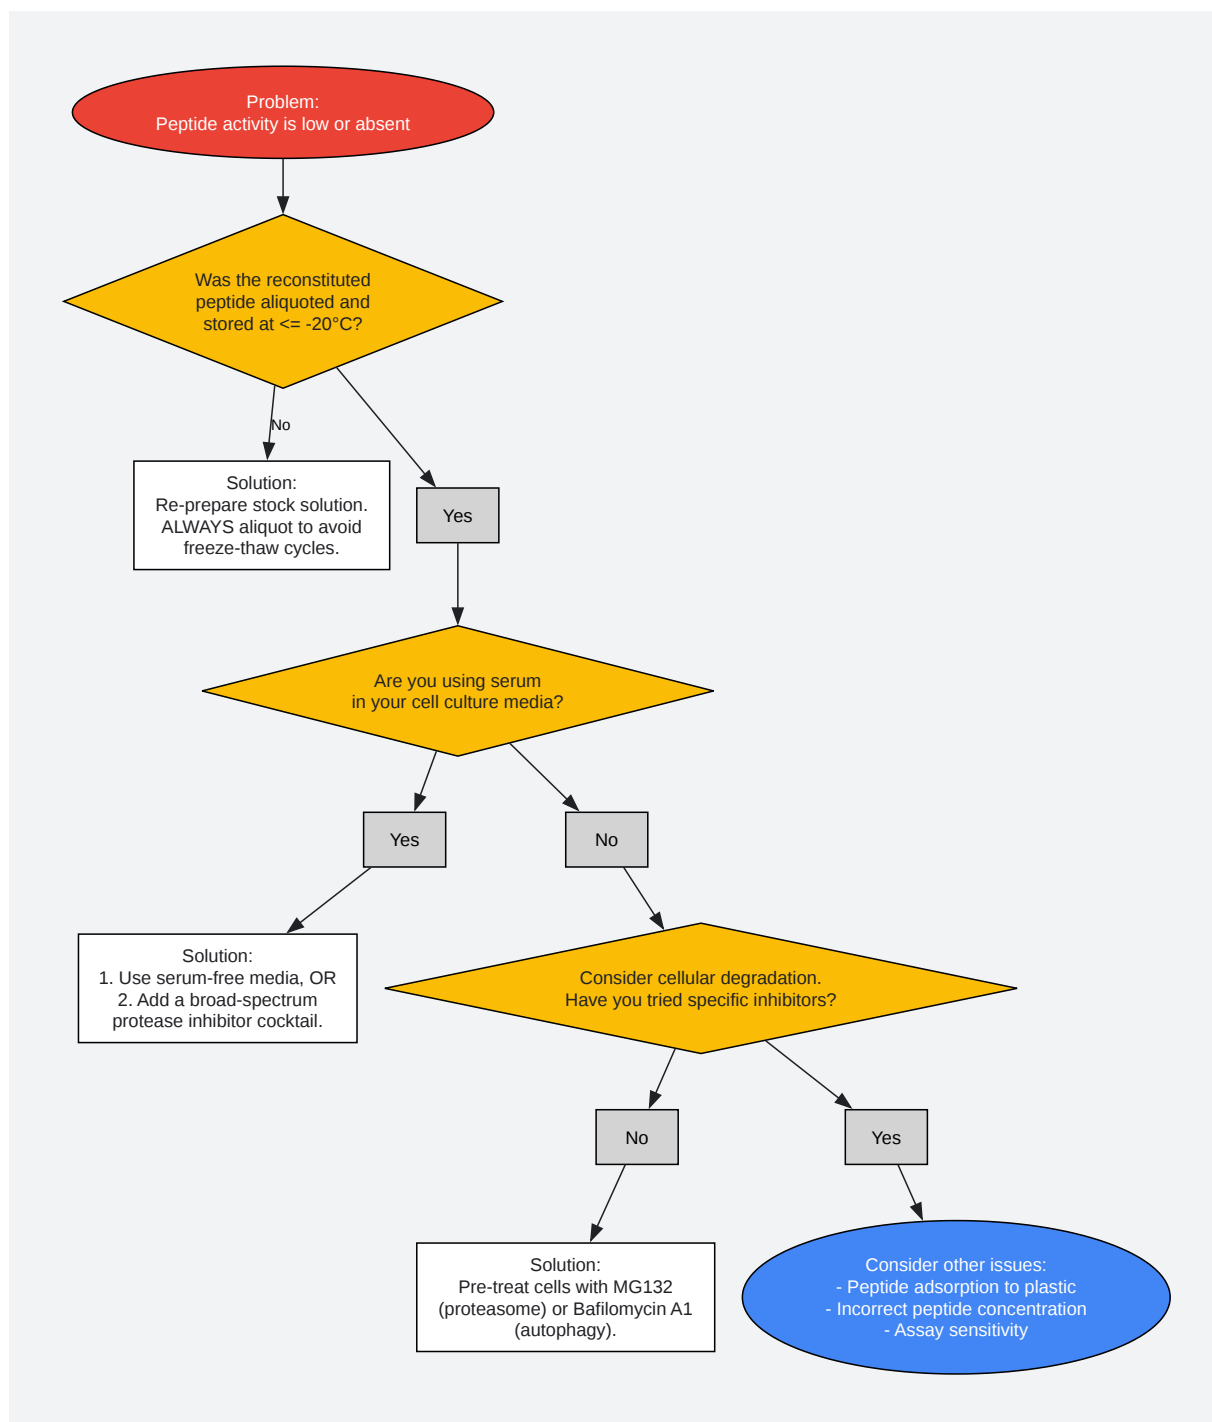 Problem:
Peptide activity is low or absent
Was the reconstituted
peptide aliquoted and
stored at <= -20°C?
No
Solution:
Re-prepare stock solution.
ALWAYS aliquot to avoid
freeze-thaw cycles.
Yes
Are you using serum
in your cell culture media?
Yes
No
Solution:
1. Use serum-free media, OR
2. Add a broad-spectrum
protease inhibitor cocktail.
Consider cellular degradation.
Have you tried specific inhibitors?
No
Yes
Solution:
Pre-treat cells with MG132
(proteasome) or Bafilomycin A1
(autophagy).
Consider other issues:
- Peptide adsorption to plastic
- Incorrect peptide concentration
- Assay sensitivity